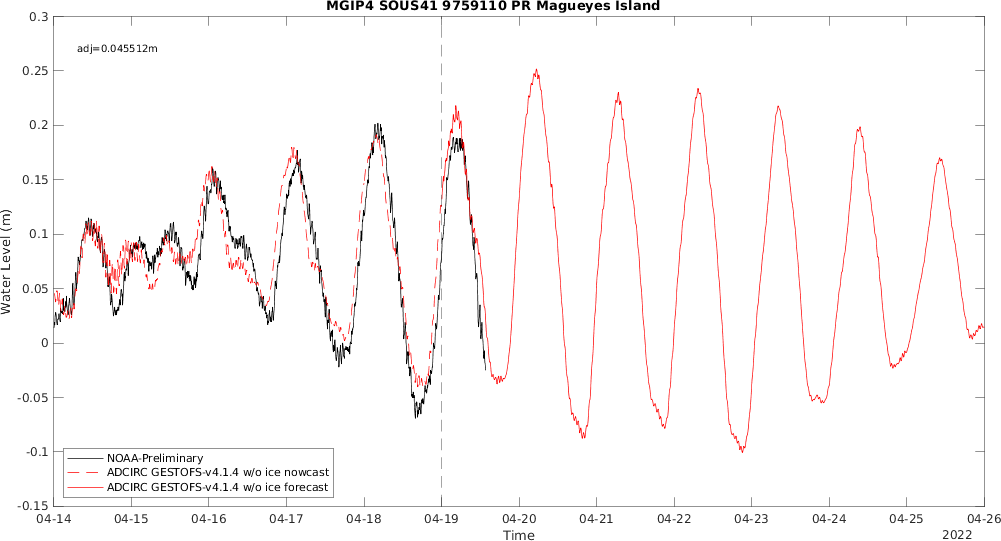 MGIP4 SOUS41 9759110 PR Magueyes Island
adj=0.045512m
0.3
0.25
0.2
0.15
0.1
0.05
0
-0.05
-0.1
-0.15
Water Level (m)
NOAA-Preliminary
ADCIRC GESTOFS-v4.1.4 w/o ice nowcast
ADCIRC GESTOFS-v4.1.4 w/o ice forecast
04-14 04-15 04-16 04-17 04-18 04-19 04-20 04-21 04-22 04-23 04-24 04-25 04-26
Time
2022